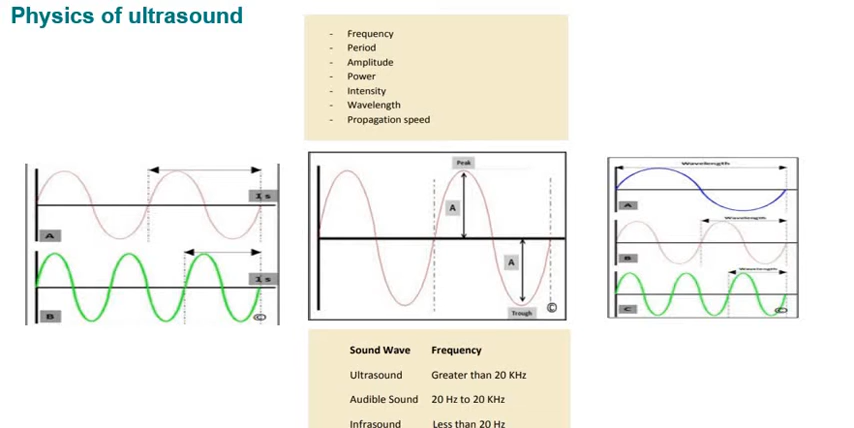 Physics of ultrasound
- Frequency
- Period
- Amplitude
- Power
- Intensity
- Wavelength
- Propagation speed
1 s
A
1 s
B
©
Peak
A
A
Trough
©
Wavelength
A
Wavelength
B
Wavelength
C
©
Sound Wave Frequency
Ultrasound Greater than 20 KHz
Audible Sound 20 Hz to 20 KHz
Infrasound Less than 20 Hz